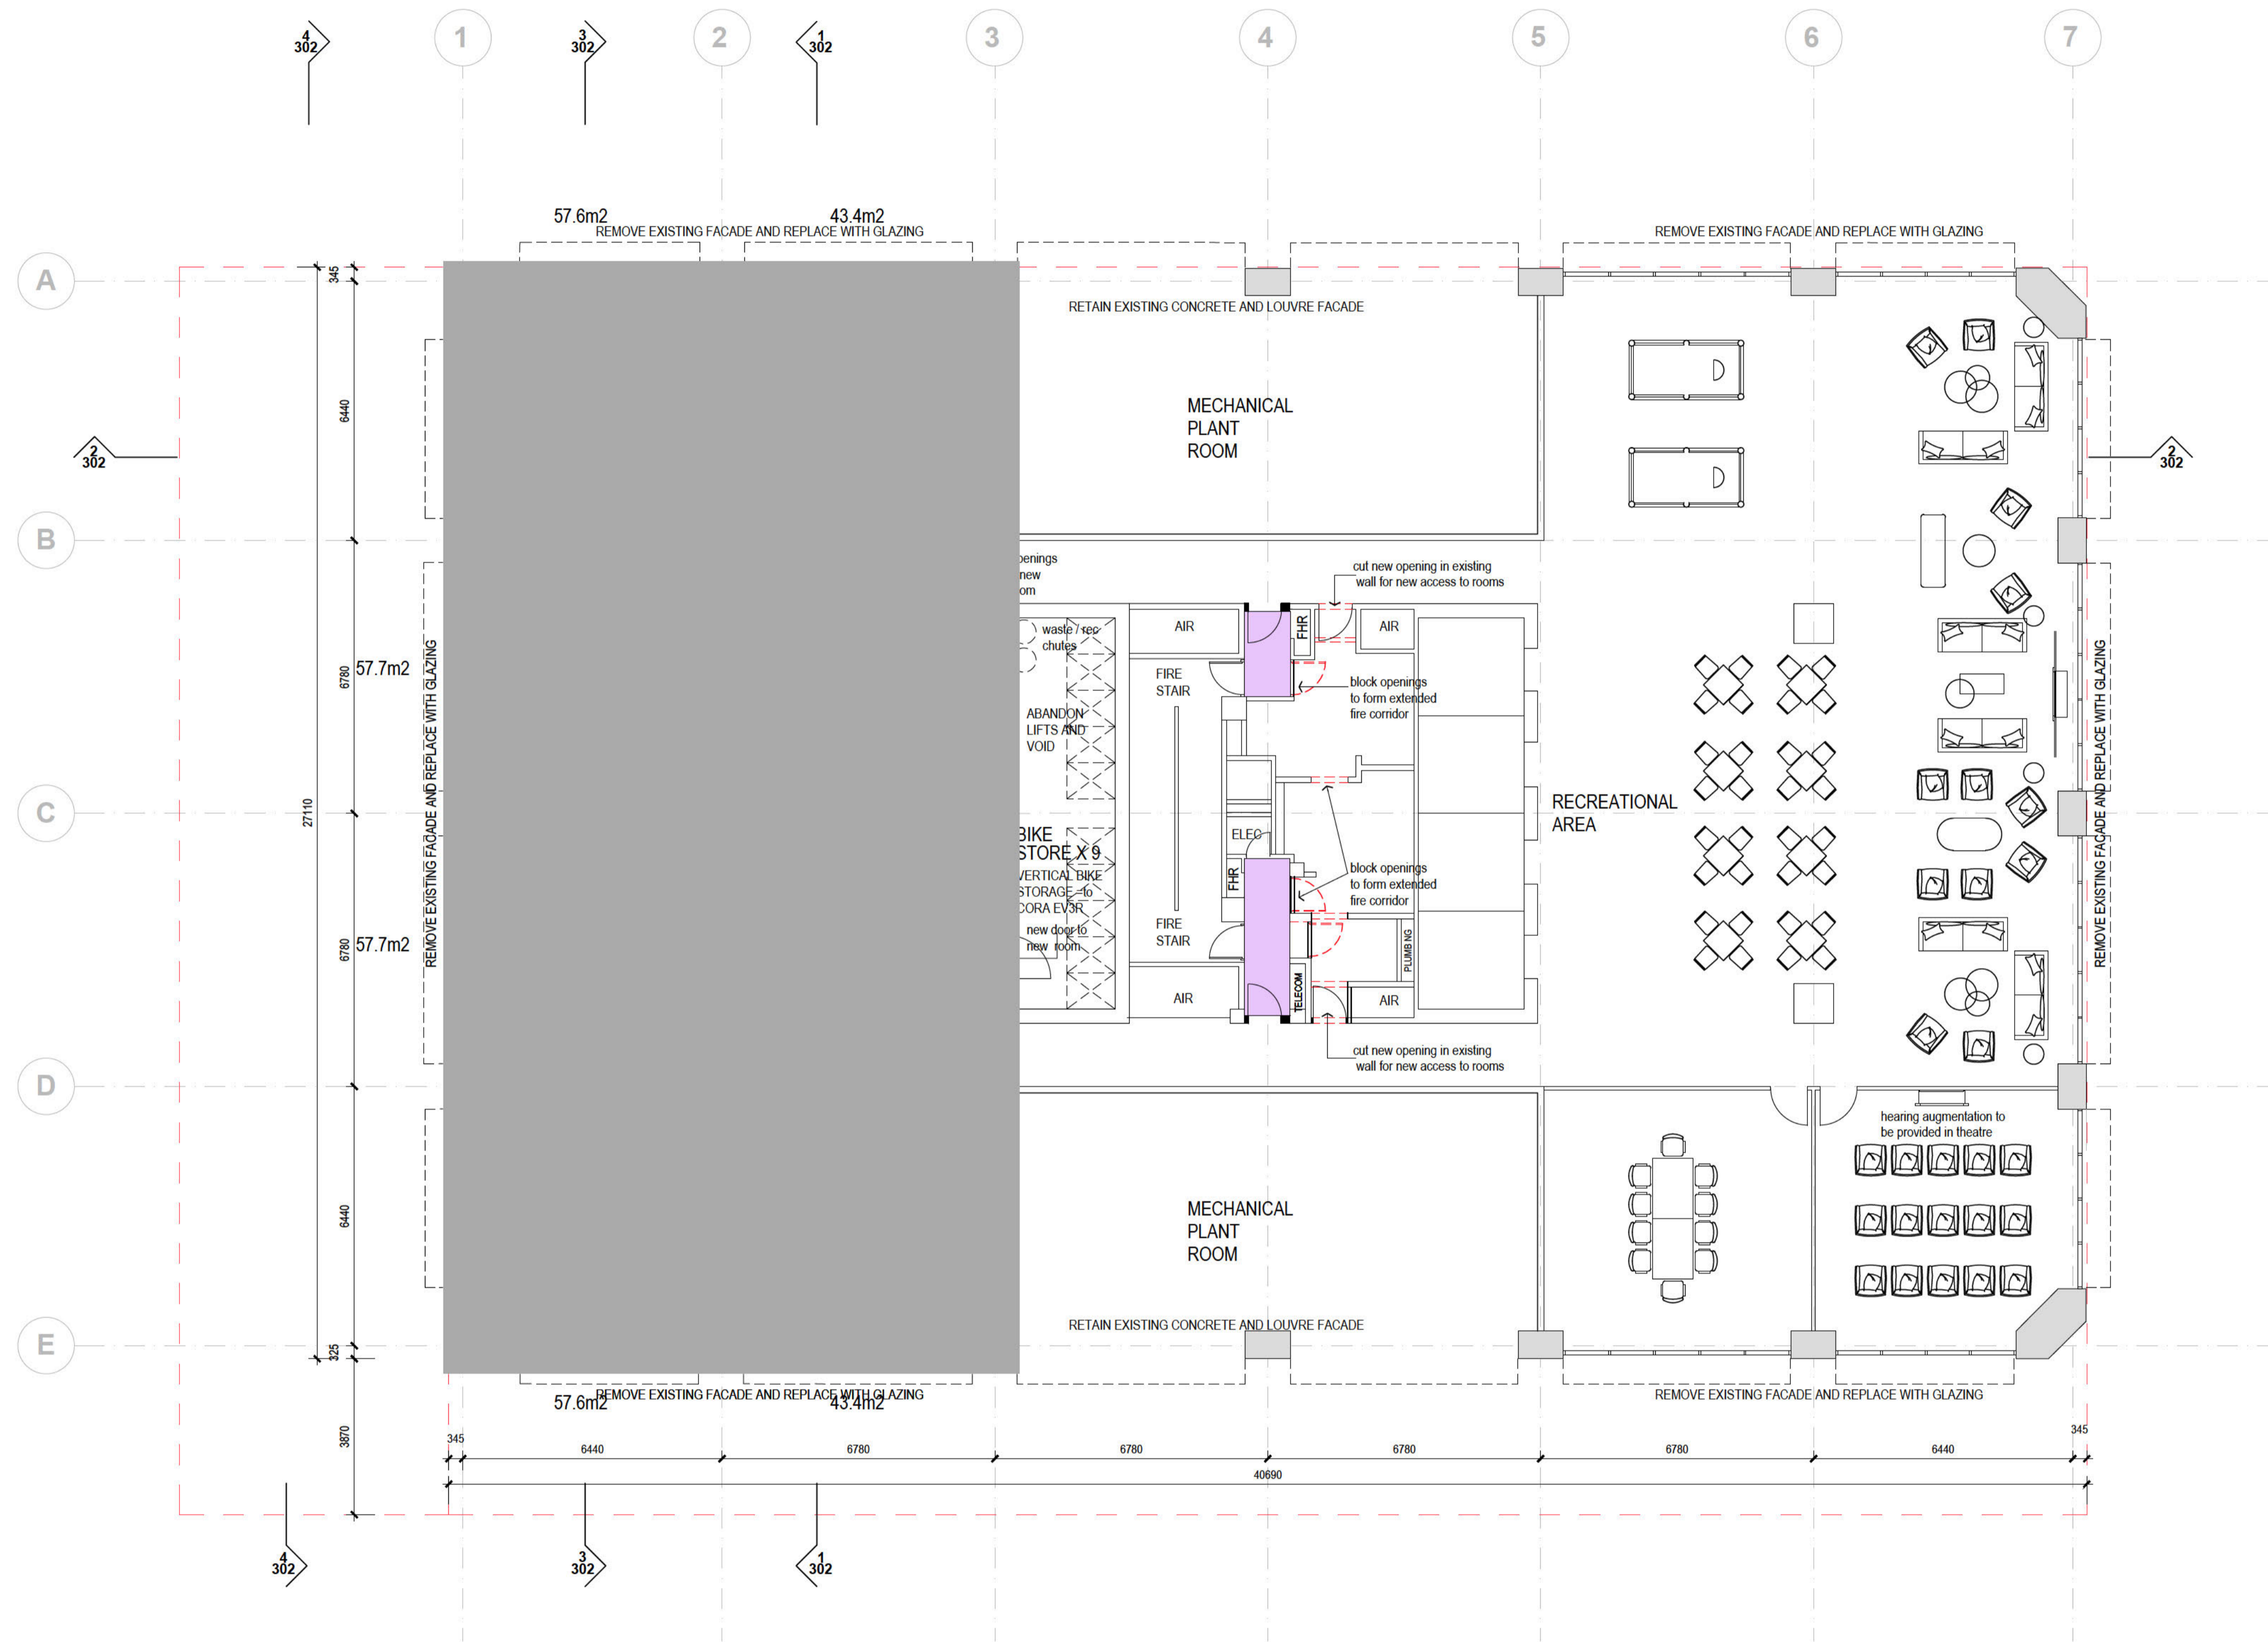 4
302
1
3
302
2
1
302
3
4
5
6
7
57.6m2
43.4m2
REMOVE EXISTING FACADE AND REPLACE WITH GLAZING
REMOVE EXISTING FACADE AND REPLACE WITH GLAZING
A
345
RETAIN EXISTING CONCRETE AND LOUVRE FACADE
6440
MECHANICAL
PLANT
ROOM
2
302
2
302
B
penings
new
om
cut new opening in existing
wall for new access to rooms
waste / rec
chutes
AIR
FHR
AIR
FIRE
STAIR
block openings
to form extended
fire corridor
6780
57.7m2
REMOVE EXISTING FACADE AND REPLACE WITH GLAZING
REMOVE EXISTING FACADE AND REPLACE WITH GLAZING
ABANDON
LIFTS AND
VOID
C
27110
RECREATIONAL
AREA
BIKE
STORE X 9
ELEC
VERTICAL BIKE
STORAGE =to
CORA EV3R
FHR
block openings
to form extended
fire corridor
new door to
new room
FIRE
STAIR
6780
57.7m2
PLUMB NG
AIR
TELECOM
AIR
cut new opening in existing
wall for new access to rooms
D
hearing augmentation to
be provided in theatre
6440
MECHANICAL
PLANT
ROOM
RETAIN EXISTING CONCRETE AND LOUVRE FACADE
E
325
REMOVE EXISTING FACADE AND REPLACE WITH GLAZING
57.6m2
43.4m2
REMOVE EXISTING FACADE AND REPLACE WITH GLAZING
3870
345
6440
6780
6780
6780
6780
6440
345
40690
4
302
3
302
1
302